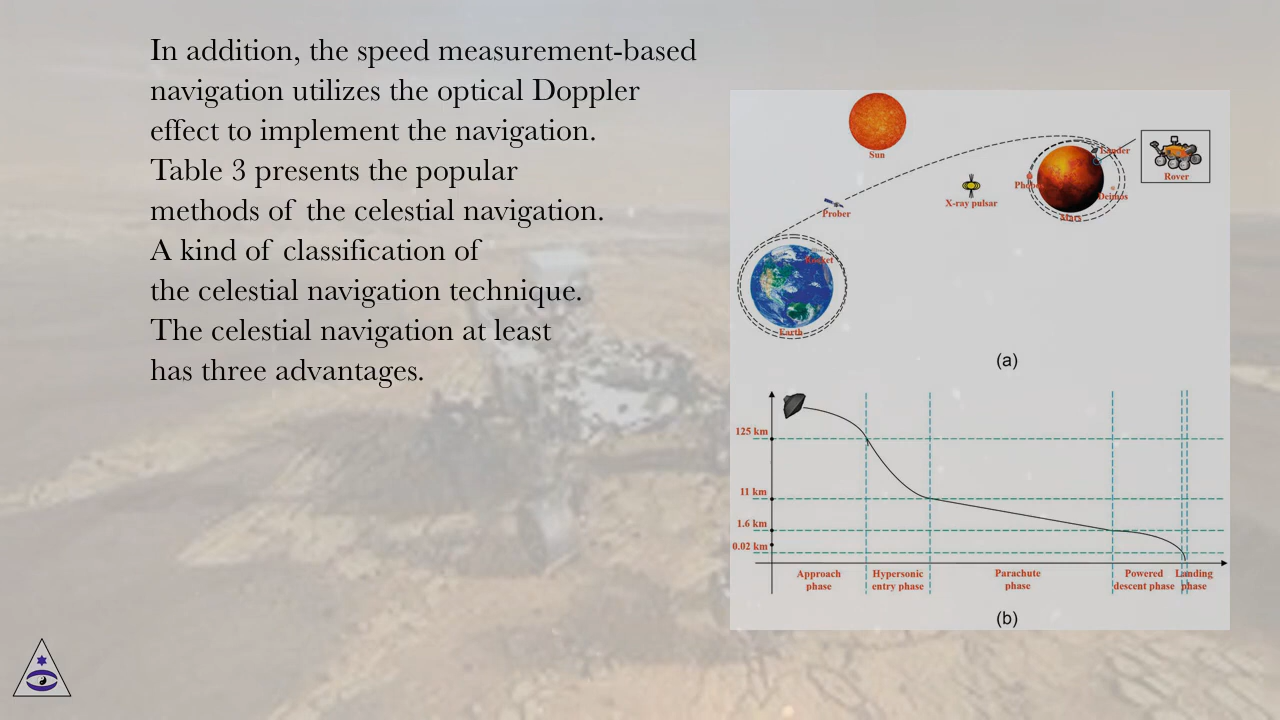 In addition, the speed measurement-based
navigation utilizes the optical Doppler
effect to implement the navigation.
Table 3 presents the popular
methods of the celestial navigation.
A kind of classification of
the celestial navigation technique.
The celestial navigation at least
has three advantages.
Sun
Lander
Rover
Phobos
Deimos
X-ray pulsar
Prober
Mars
Rocket
Earth
(a)
125 km
11 km
1.6 km
0.02 km
Approach
phase
Hypersonic
entry phase
Parachute
phase
Powered
descent phase
Landing
phase
(b)